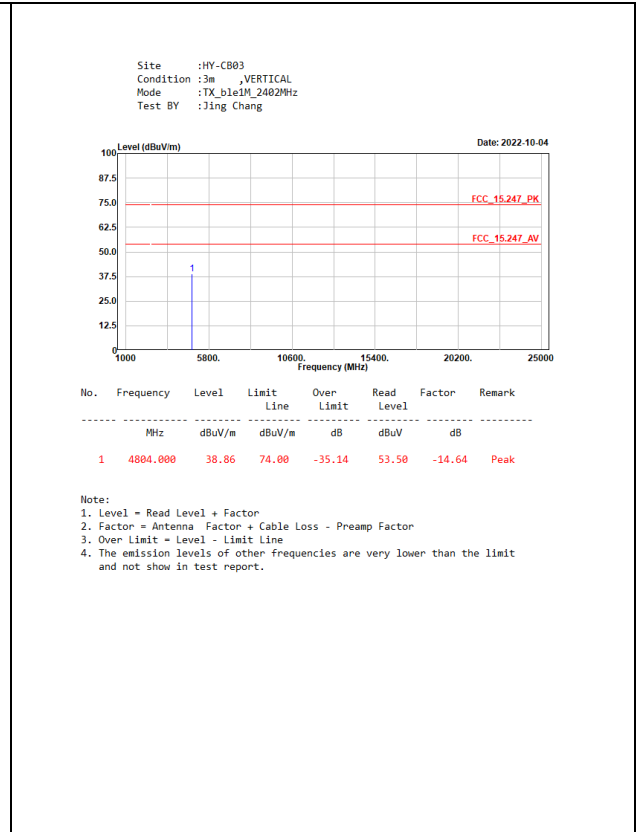 Site :HY-CB03
Condition :3m ,VERTICAL
Mode :TX_ble1M_2402MHz
Test BY :Jing Chang
Level (dBuV/m) Date: 2022-10-04
100
87.5
75.0 FCC_15.247_PK
62.5
FCC_15.247_AV
50.0
1
37.5
25.0
12.5
0
1000 5800. 10600. 15400. 20200. 25000
Frequency (MHz)
No. Frequency Level Limit Over Read Factor Remark
Line Limit Level
------ ----------- -------- -------- -------- --------- -------- ---------
MHz dBuV/m dBuV/m dB dBuV dB
1 4804.000 38.86 74.00 -35.14 53.50 -14.64 Peak
Note:
1. Level = Read Level + Factor
2. Factor = Antenna Factor + Cable Loss - Preamp Factor
3. Over Limit = Level - Limit Line
4. The emission levels of other frequencies are very lower than the limit
and not show in test report.